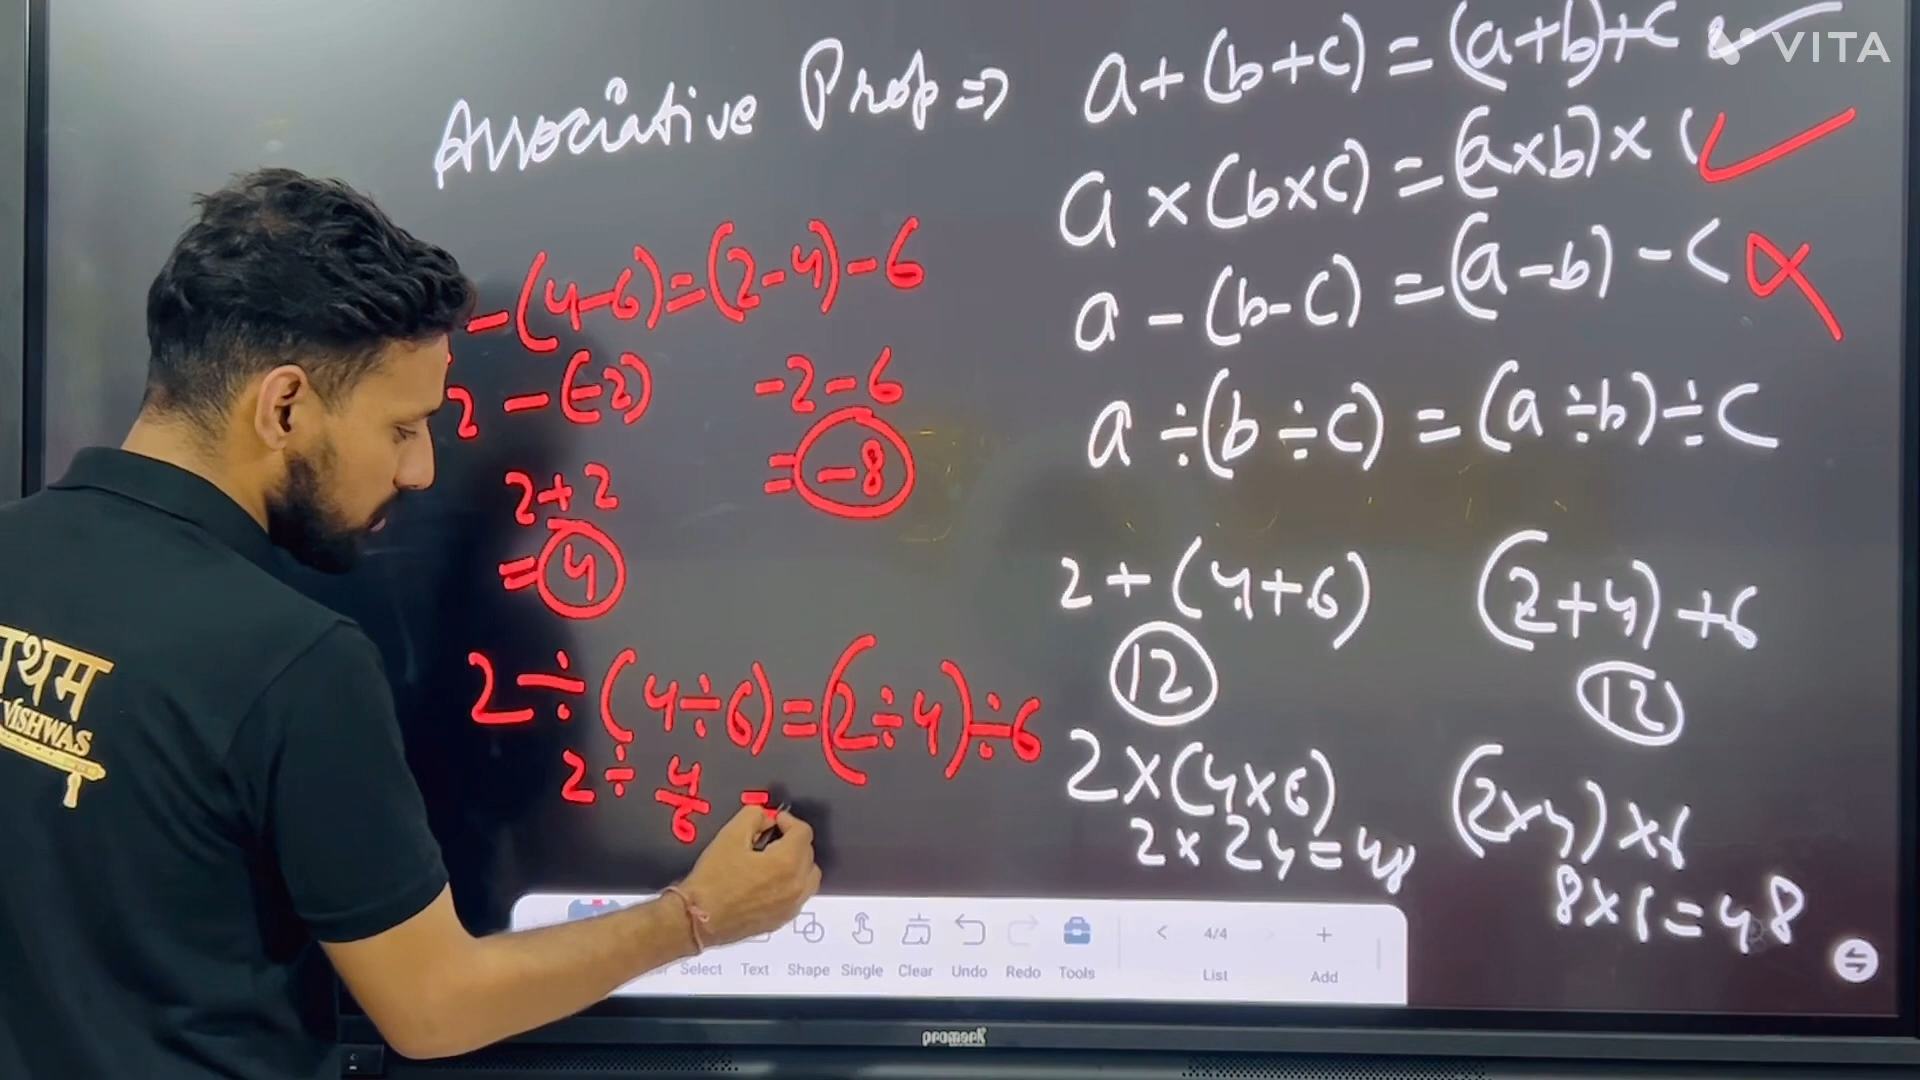 VITA
Associative Prop ⇒
a+(b+c)=(a+b)+c ✓
a×(b×c)=(a×b)×c ✓
a-(b-c)=(a-b)-c ✗
a÷(b÷c)=(a÷b)÷c
-(4-6)=(2-4)-6
2-(-2)
-2-6
=-8
2+2
=4
2÷(4÷6)=(2÷4)÷6
2÷4/6 =
2+(4+6)
(2+4)+6
12
12
2×(4×6)
(2×4)×6
2×24=48
8×6=48
थम
VISHWAS
Select Text Shape Single Clear Undo Redo Tools
< 4/4 List
+ Add
promark